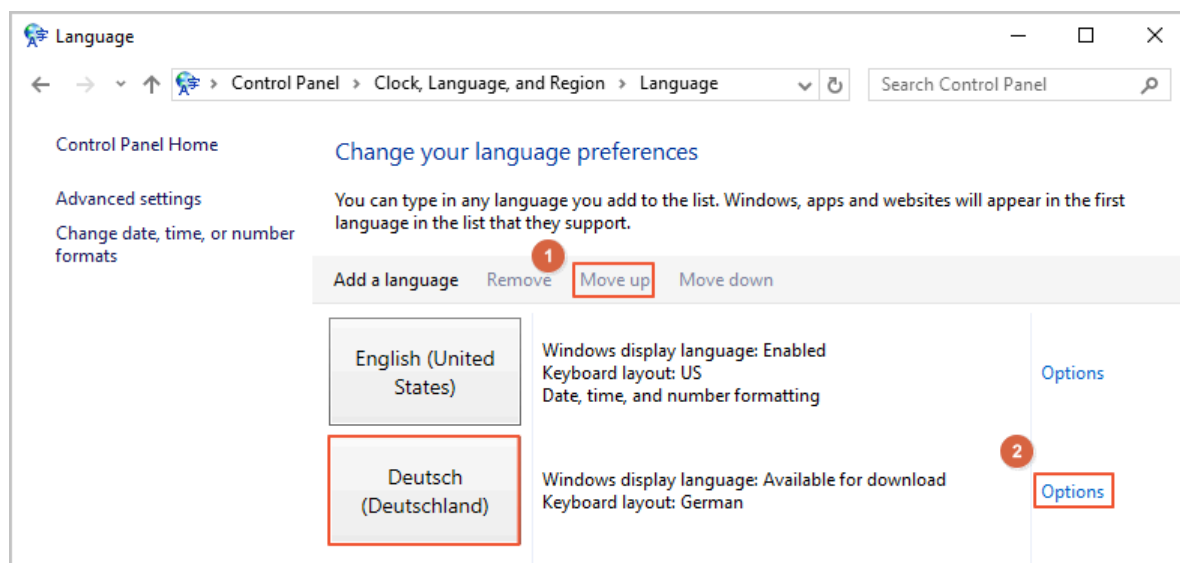 Language
Control Panel > Clock, Language, and Region > Language
Search Control Panel
Control Panel Home
Advanced settings
Change date, time, or number
formats
Change your language preferences
You can type in any language you add to the list. Windows, apps and websites will appear in the first
language in the list that they support.
1
Add a language Remove Move up Move down
English (United
States)
Windows display language: Enabled
Keyboard layout: US
Date, time, and number formatting
Options
2
Deutsch
(Deutschland)
Windows display language: Available for download
Keyboard layout: German
Options